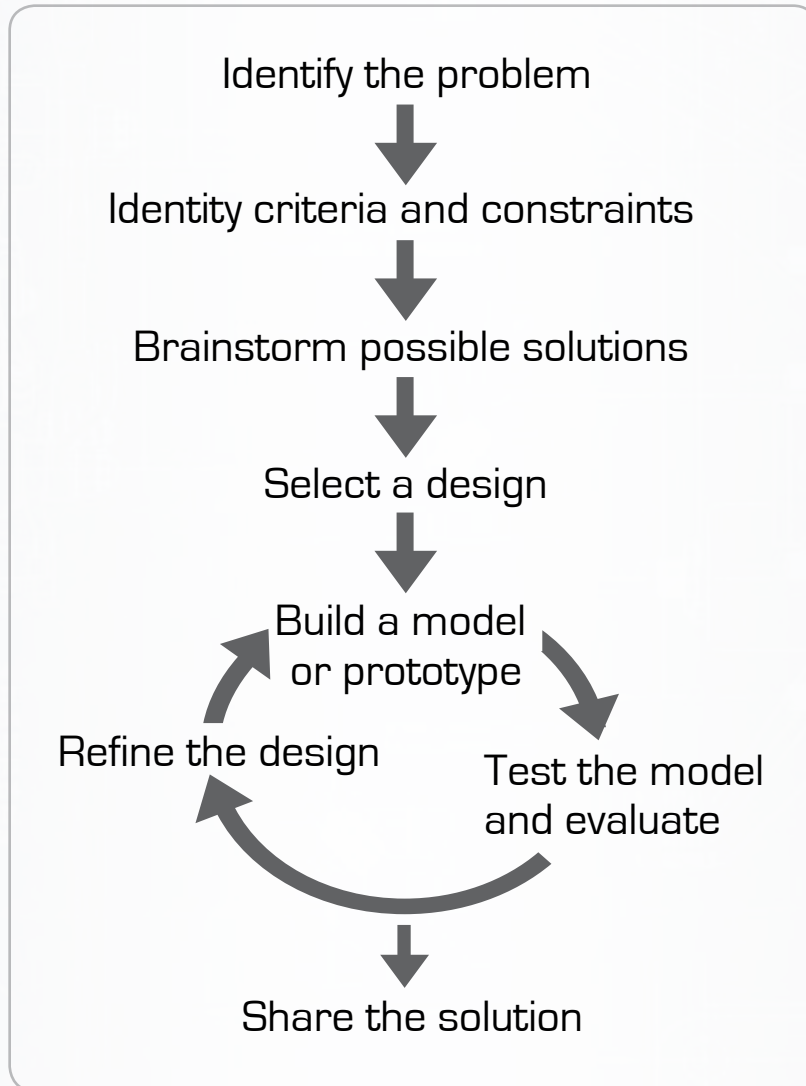 Identify the problem
Identity criteria and constraints
Brainstorm possible solutions
Select a design
Build a model
or prototype
Refine the design
Test the model
and evaluate
Share the solution